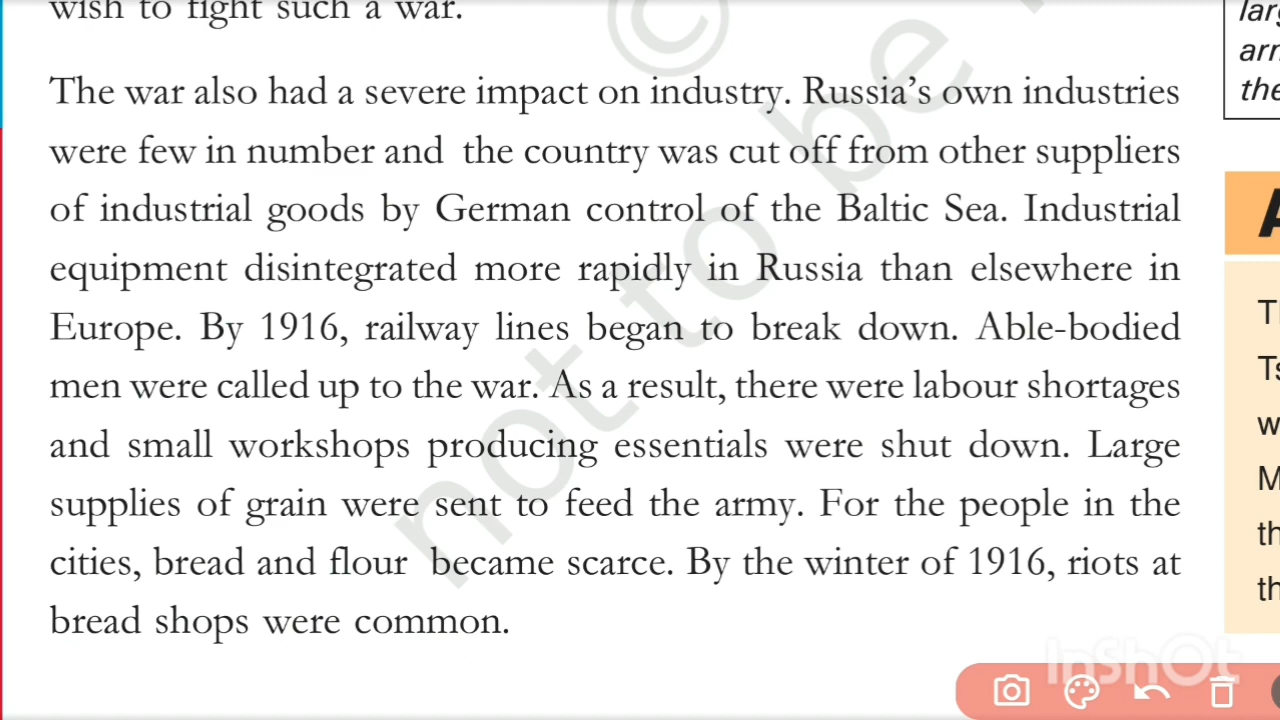 wish to fight such a war.
The war also had a severe impact on industry. Russia’s own industries
were few in number and the country was cut off from other suppliers
of industrial goods by German control of the Baltic Sea. Industrial
equipment disintegrated more rapidly in Russia than elsewhere in
Europe. By 1916, railway lines began to break down. Able-bodied
men were called up to the war. As a result, there were labour shortages
and small workshops producing essentials were shut down. Large
supplies of grain were sent to feed the army. For the people in the
cities, bread and flour became scarce. By the winter of 1916, riots at
bread shops were common.
©
not to be
the
A
InShOt